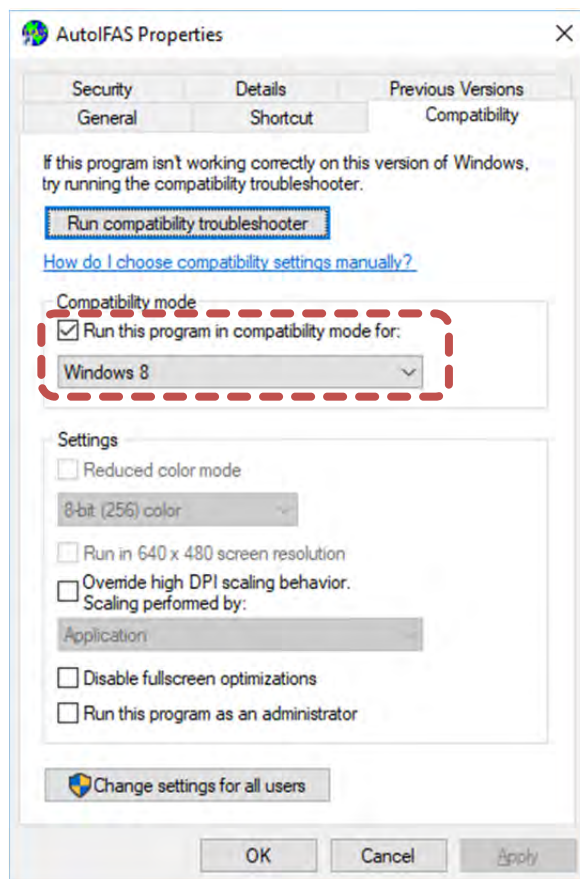 AutoIFAS Properties
Security Details Previous Versions
General Shortcut Compatibility
If this program isn't working correctly on this version of Windows,
try running the compatibility troubleshooter.
Run compatibility troubleshooter
How do I choose compatibility settings manually?
Compatibility mode
Run this program in compatibility mode for:
Windows 8
Settings
Reduced color mode
8-bit (256) color
Run in 640 x 480 screen resolution
Override high DPI scaling behavior.
Scaling performed by:
Application
Disable fullscreen optimizations
Run this program as an administrator
Change settings for all users
OK Cancel Apply